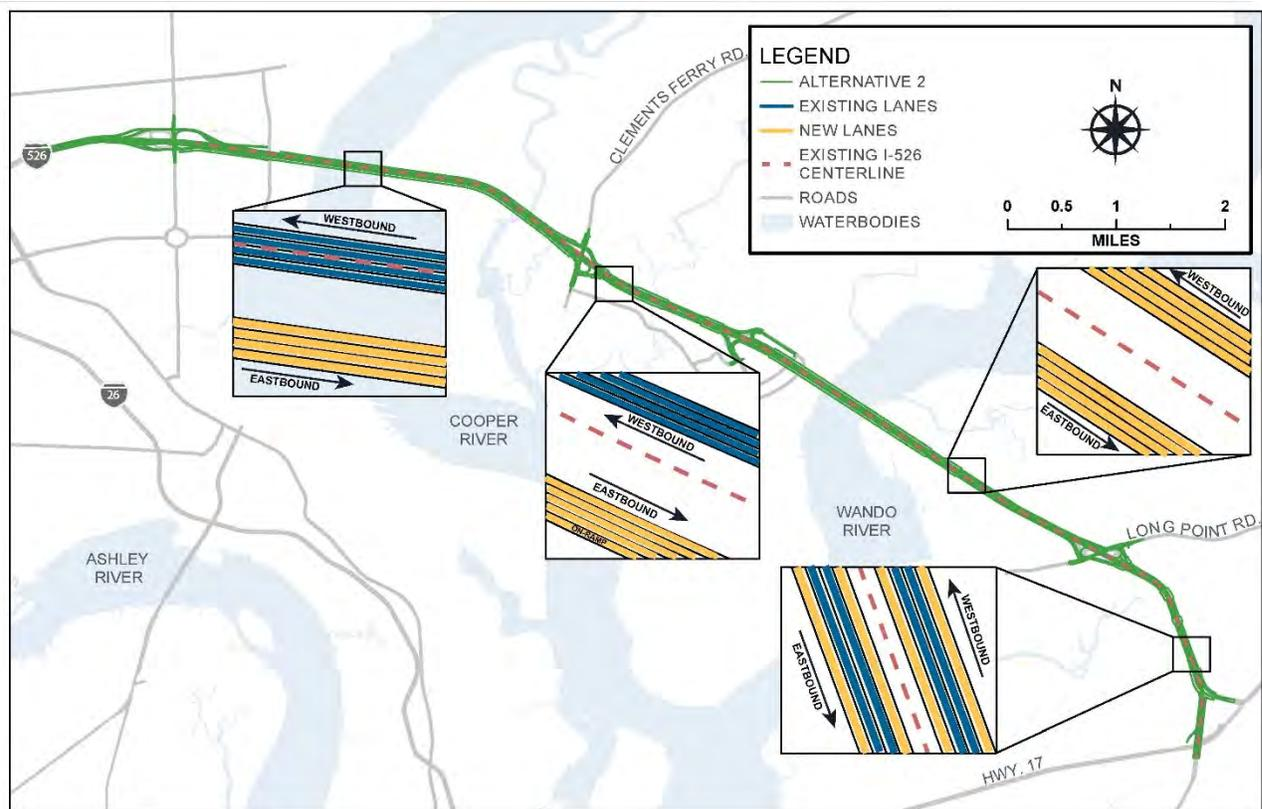 LEGEND
ALTERNATIVE 2
EXISTING LANES
NEW LANES
EXISTING I-526
CENTERLINE
ROADS
WATERBODIES
N
0 0.5 1 2
MILES
CLEMENTS FERRY RD.
526
WESTBOUND
EASTBOUND
26
COOPER
RIVER
WESTBOUND
EASTBOUND
ON-RAMP
WESTBOUND
EASTBOUND
WANDO
RIVER
LONG POINT RD.
ASHLEY
RIVER
WESTBOUND
EASTBOUND
HWY. 17